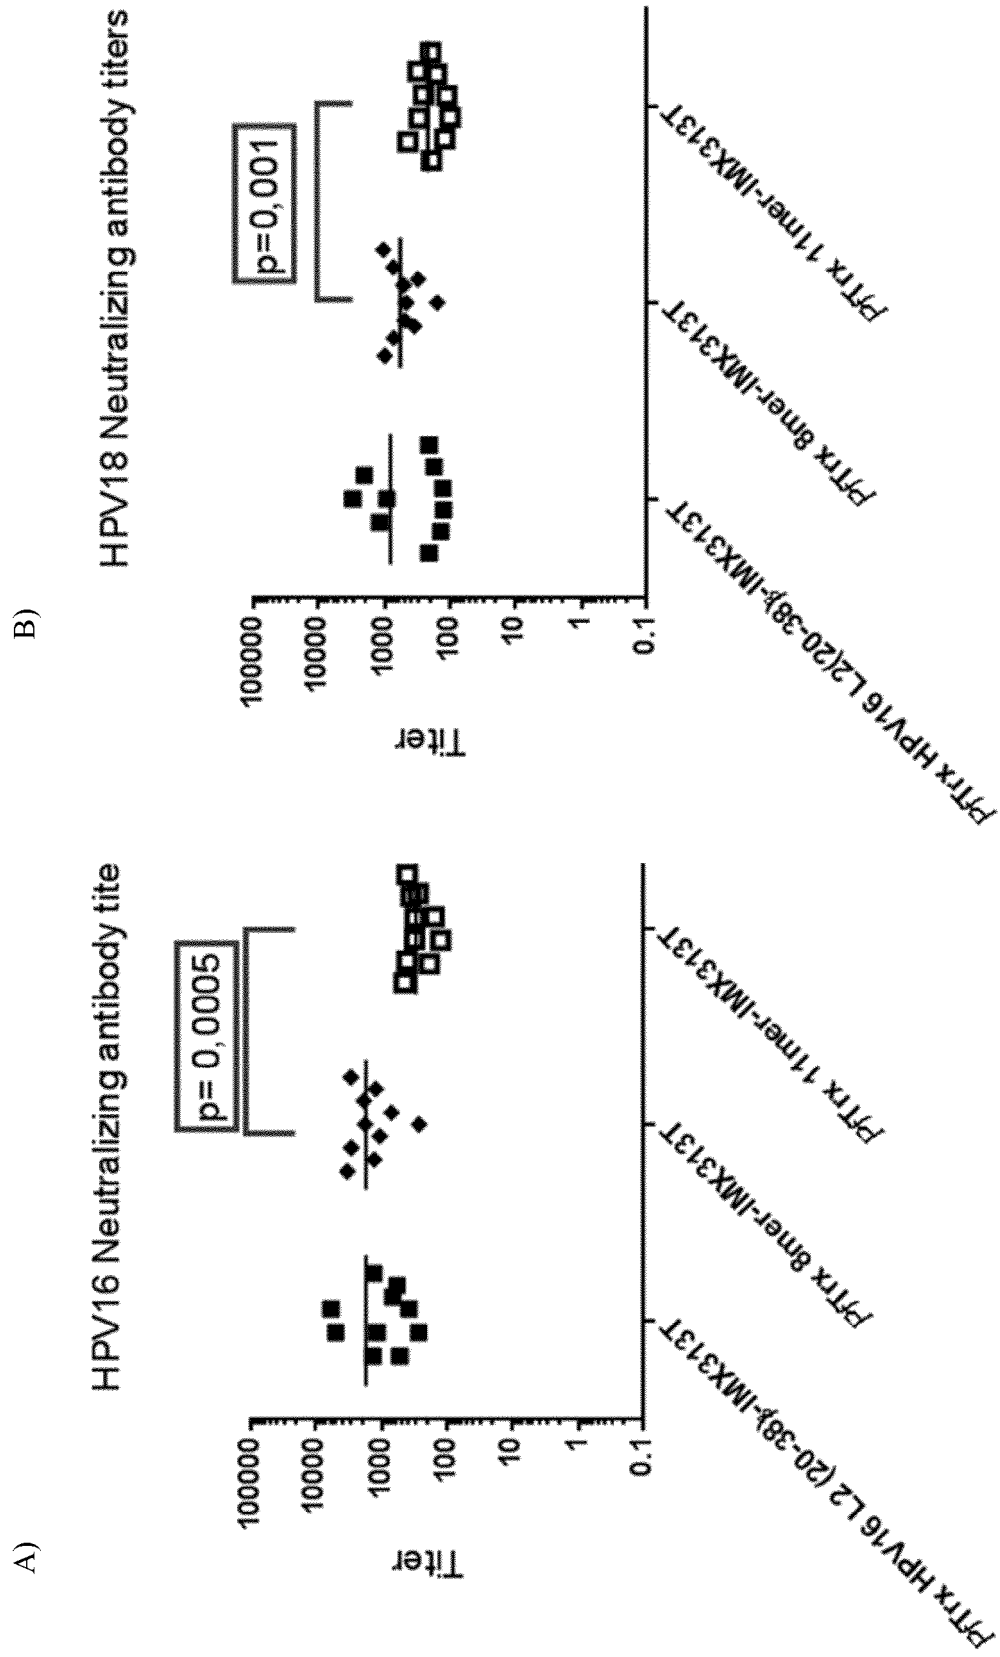 A)
HPV16 Neutralizing antibody tite
p= 0,0005
Titer
100000
10000
1000
100
10
1
0.1
PfTrx HPV16 L2 (20-38)3-IMX313T
PfTrx 8mer-IMX313T
PfTrx 11mer-IMX313T
B)
HPV18 Neutralizing antibody titers
p=0,001
Titer
100000
10000
1000
100
10
1
0.1
PfTrx HPV16 L2(20-38)3-IMX313T
PfTrx 8mer-IMX313T
PfTrx 11mer-IMX313T